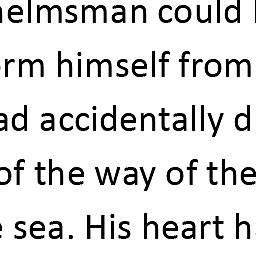 helmsman could
rm himself from
ad accidentally d
of the way of the
sea. His heart h